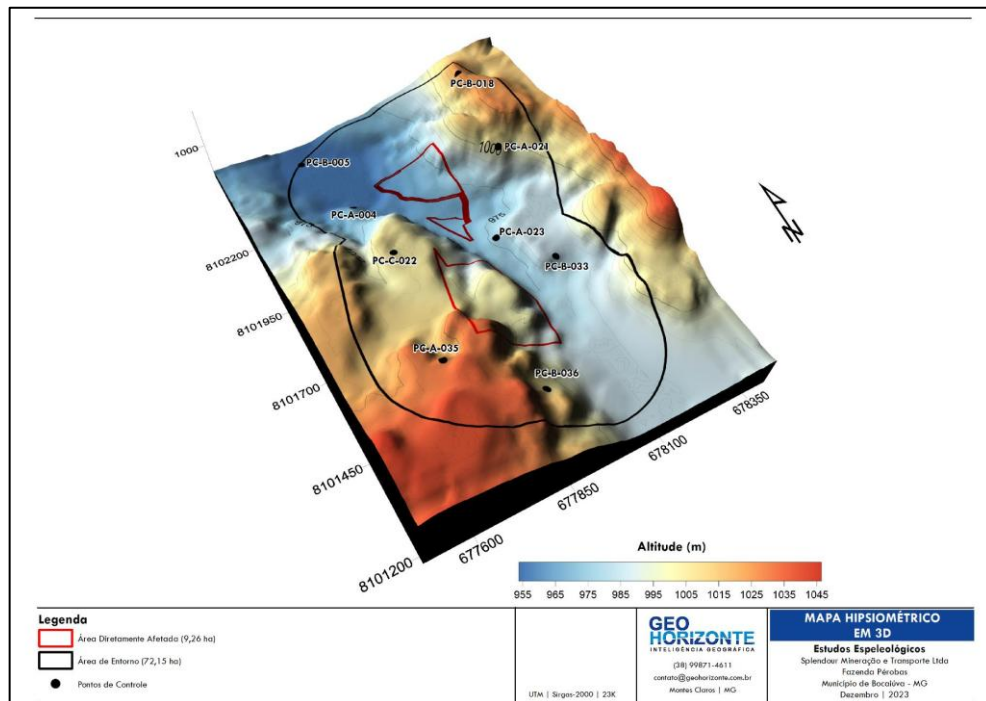 PC-B-018
1000
PC-A-021
1000
PC-B-005
PC-A-004
975
PC-A-023
PC-C-022
PC-B-033
8102200
8101950
PC-A-035
PC-B-036
8101700
678350
8101450
678100
677850
8101200
677600
Altitude (m)
955 965 975 985 995 1005 1015 1025 1035 1045
Legenda
Área Diretamente Afetada (9,26 ha)
Área de Entorno (72,15 ha)
Pontos de Controle
UTM | Sirgas-2000 | 23K
GEO
HORIZONTE
INTELIGÊNCIA GEOGRÁFICA
(38) 99871-4611
contato@geohorizonte.com.br
Montes Claros | MG
MAPA HIPSIOMÉTRICO
EM 3D
Estudos Espeleológicos
Splendour Mineração e Transporte Ltda
Fazenda Pérobas
Município de Bocaiúva - MG
Dezembro | 2023